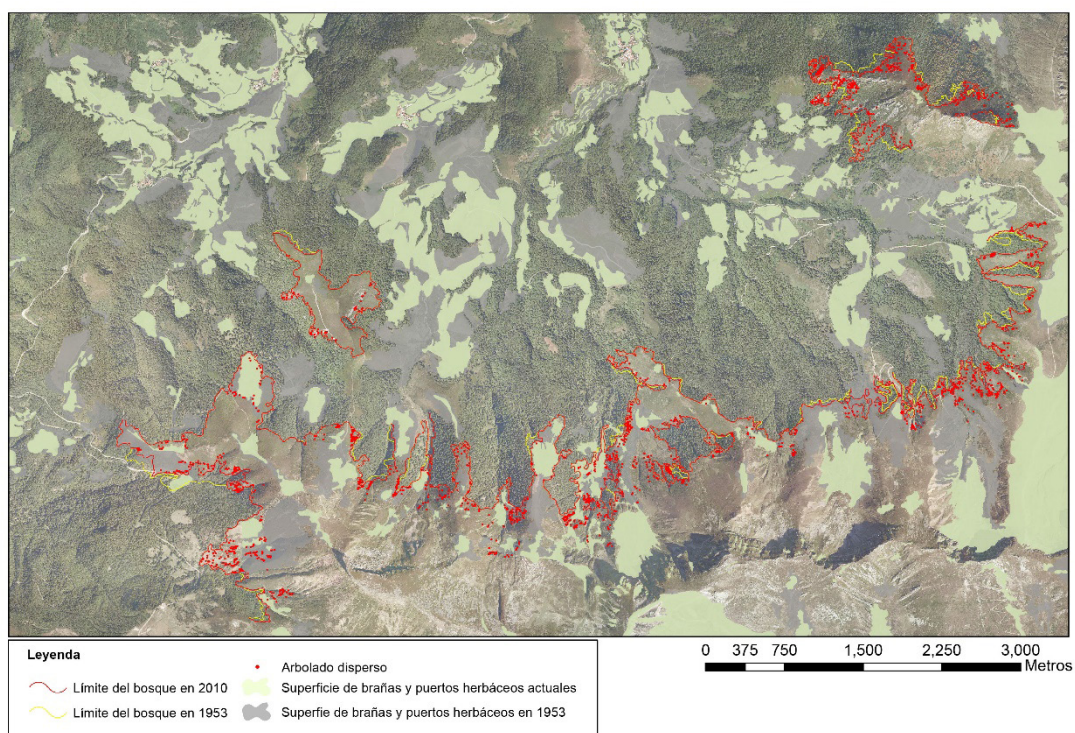 Leyenda
Arbolado disperso
Límite del bosque en 2010
Superficie de brañas y puertos herbáceos actuales
Límite del bosque en 1953
Superfie de brañas y puertos herbáceos en 1953
0 375 750 1,500 2,250 3,000
Metros